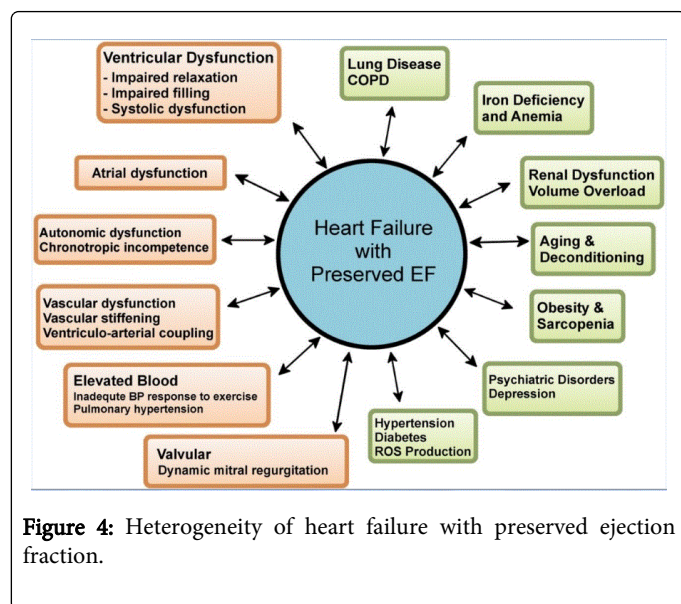 Ventricular Dysfunction
- Impaired relaxation
- Impaired filling
- Systolic dysfunction
Atrial dysfunction
Autonomic dysfunction
Chronotropic incompetence
Vascular dysfunction
Vascular stiffening
Ventriculo-arterial coupling
Elevated Blood
Inadequte BP response to exercise
Pulmonary hypertension
Valvular
Dynamic mitral regurgitation
Heart Failure
with
Preserved EF
Lung Disease
COPD
Iron Deficiency
and Anemia
Renal Dysfunction
Volume Overload
Aging &
Deconditioning
Obesity &
Sarcopenia
Psychiatric Disorders
Depression
Hypertension
Diabetes
ROS Production
Figure 4: Heterogeneity of heart failure with preserved ejection
fraction.